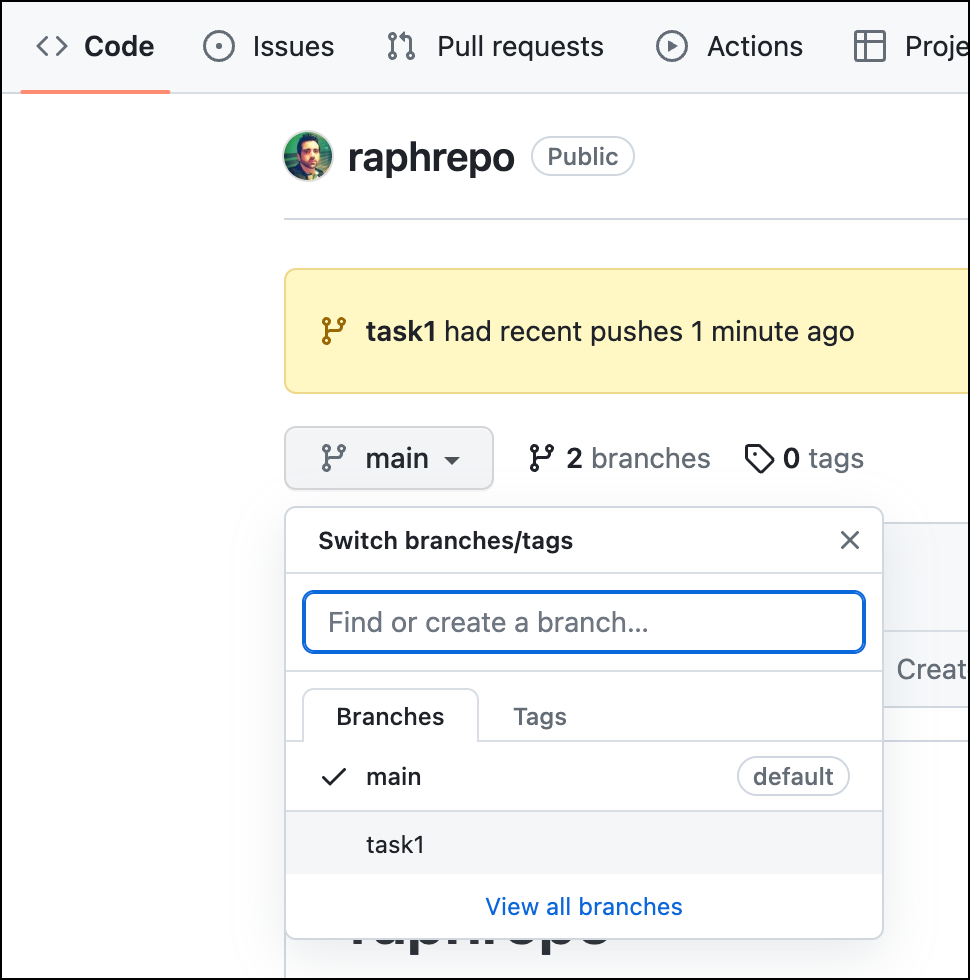 Code Issues Pull requests Actions Proje
raphrepo Public
task1 had recent pushes 1 minute ago
main 2 branches 0 tags
Switch branches/tags
Find or create a branch...
Creat
Branches Tags
main default
task1
View all branches
raphrepo